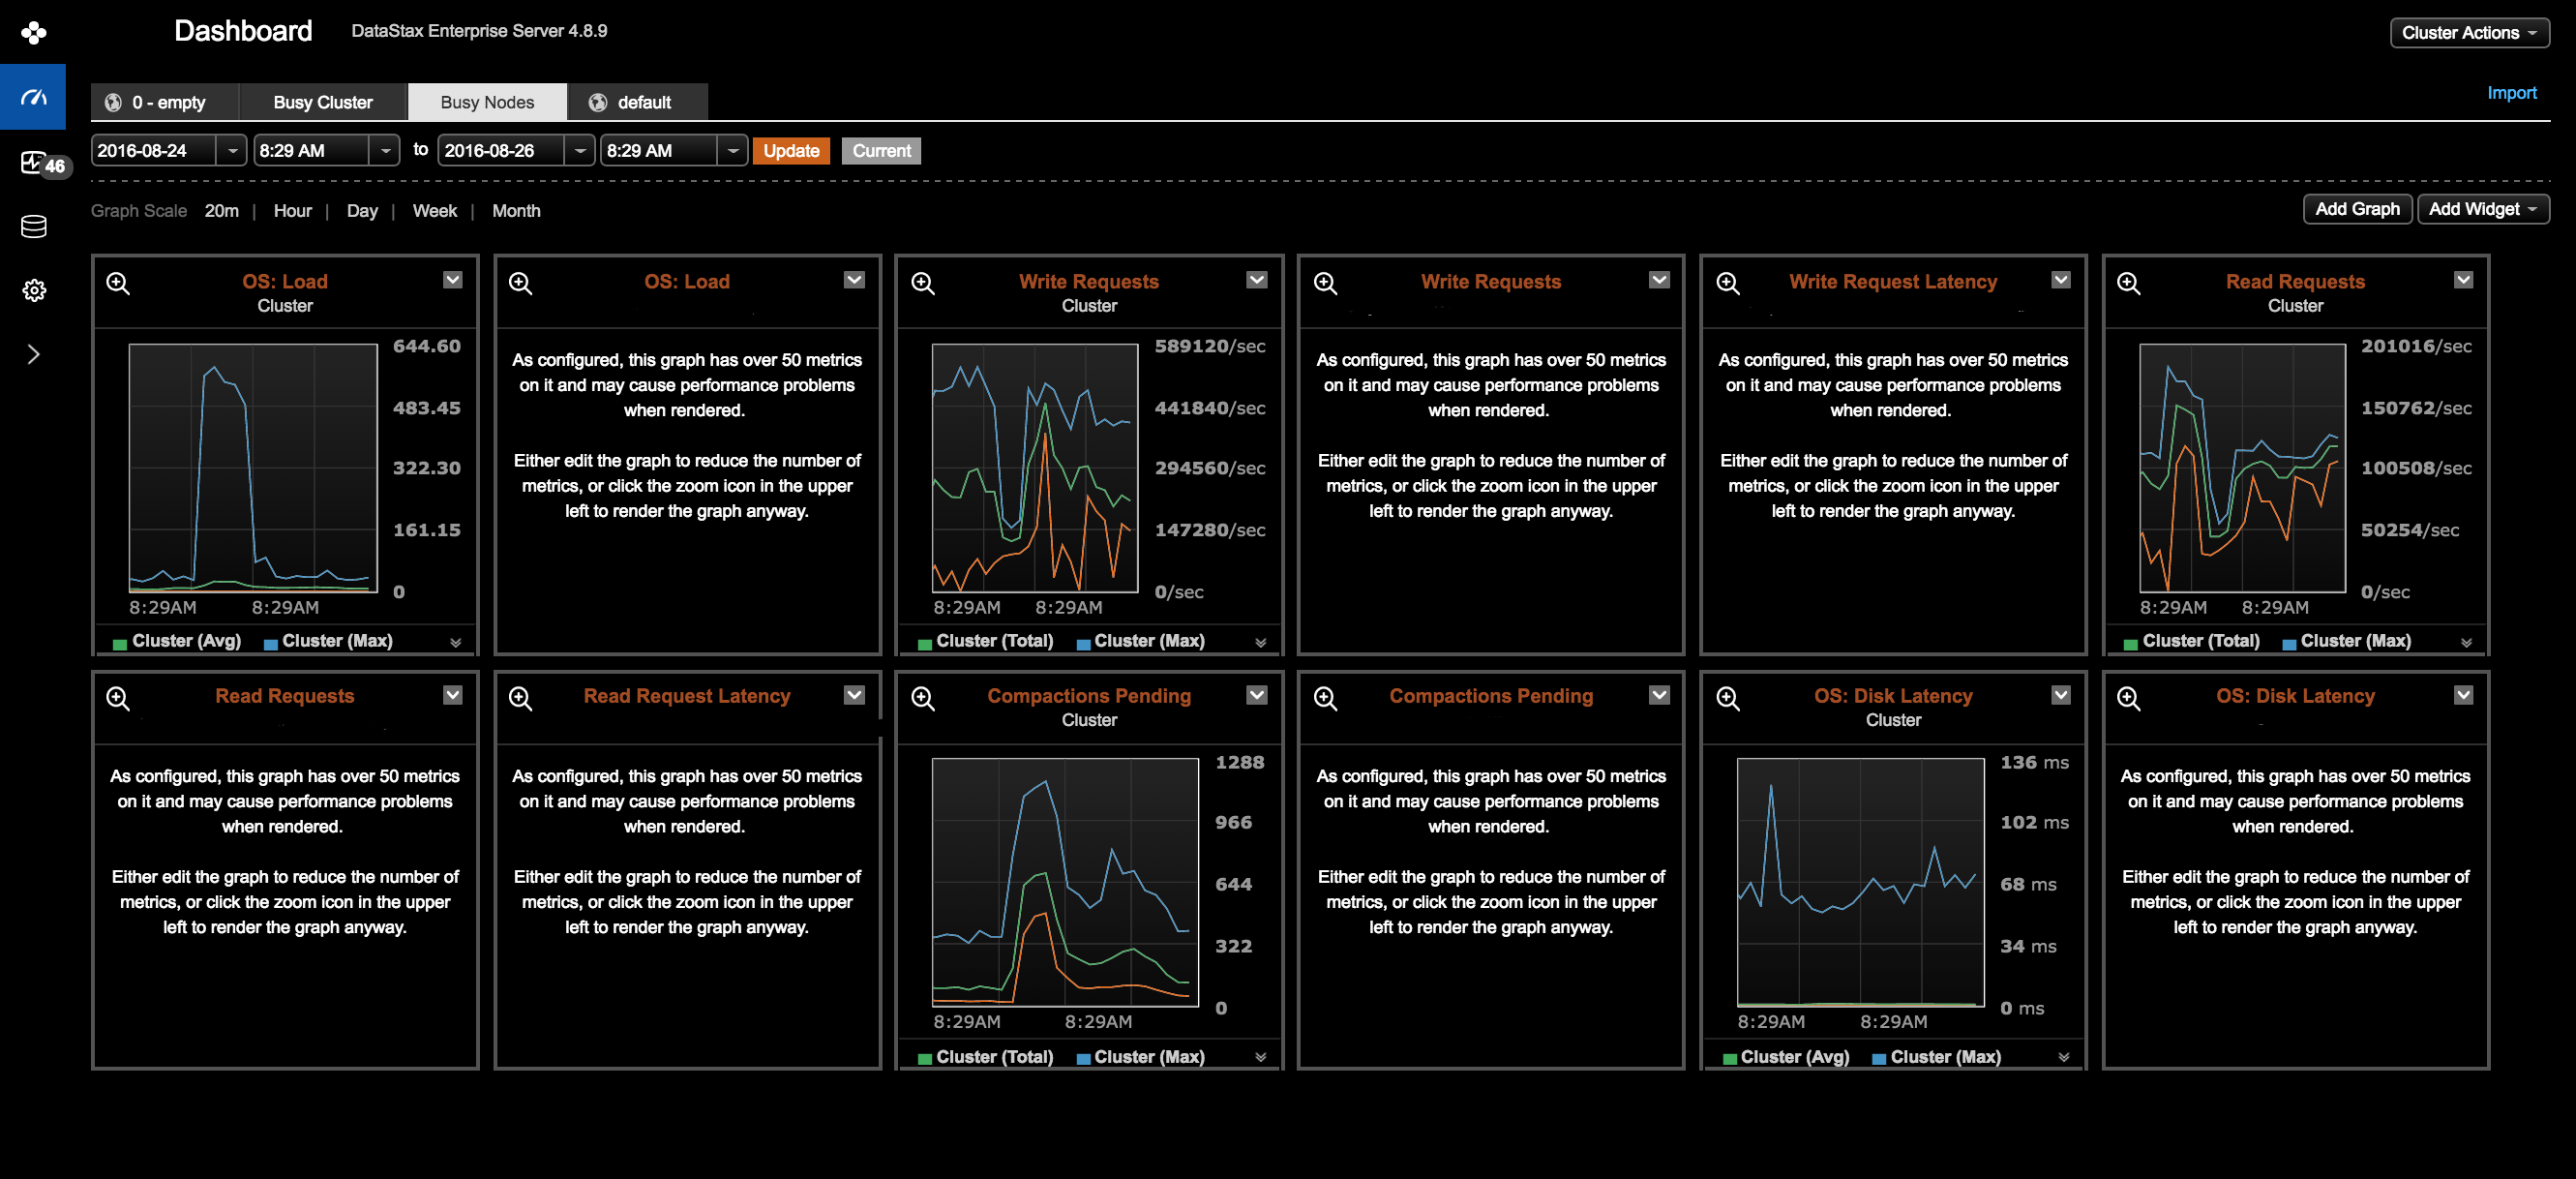 Dashboard DataStax Enterprise Server 4.8.9 Cluster Actions
0 - empty Busy Cluster Busy Nodes default Import
46
2016-08-24 8:29 AM to 2016-08-26 8:29 AM Update Current
Graph Scale 20m | Hour | Day | Week | Month Add Graph Add Widget
OS: Load
Cluster
644.60
483.45
322.30
161.15
0
8:29AM 8:29AM
Cluster (Avg) Cluster (Max)
OS: Load
As configured, this graph has over 50 metrics
on it and may cause performance problems
when rendered.
Either edit the graph to reduce the number of
metrics, or click the zoom icon in the upper
left to render the graph anyway.
Write Requests
Cluster
589120/sec
441840/sec
294560/sec
147280/sec
0/sec
8:29AM 8:29AM
Cluster (Total) Cluster (Max)
Write Requests
As configured, this graph has over 50 metrics
on it and may cause performance problems
when rendered.
Either edit the graph to reduce the number of
metrics, or click the zoom icon in the upper
left to render the graph anyway.
Write Request Latency
As configured, this graph has over 50 metrics
on it and may cause performance problems
when rendered.
Either edit the graph to reduce the number of
metrics, or click the zoom icon in the upper
left to render the graph anyway.
Read Requests
Cluster
201016/sec
150762/sec
100508/sec
50254/sec
0/sec
8:29AM 8:29AM
Cluster (Total) Cluster (Max)
Read Requests
As configured, this graph has over 50 metrics
on it and may cause performance problems
when rendered.
Either edit the graph to reduce the number of
metrics, or click the zoom icon in the upper
left to render the graph anyway.
Read Request Latency
As configured, this graph has over 50 metrics
on it and may cause performance problems
when rendered.
Either edit the graph to reduce the number of
metrics, or click the zoom icon in the upper
left to render the graph anyway.
Compactions Pending
Cluster
1288
966
644
322
0
8:29AM 8:29AM
Cluster (Total) Cluster (Max)
Compactions Pending
As configured, this graph has over 50 metrics
on it and may cause performance problems
when rendered.
Either edit the graph to reduce the number of
metrics, or click the zoom icon in the upper
left to render the graph anyway.
OS: Disk Latency
Cluster
136 ms
102 ms
68 ms
34 ms
0 ms
8:29AM 8:29AM
Cluster (Avg) Cluster (Max)
OS: Disk Latency
As configured, this graph has over 50 metrics
on it and may cause performance problems
when rendered.
Either edit the graph to reduce the number of
metrics, or click the zoom icon in the upper
left to render the graph anyway.